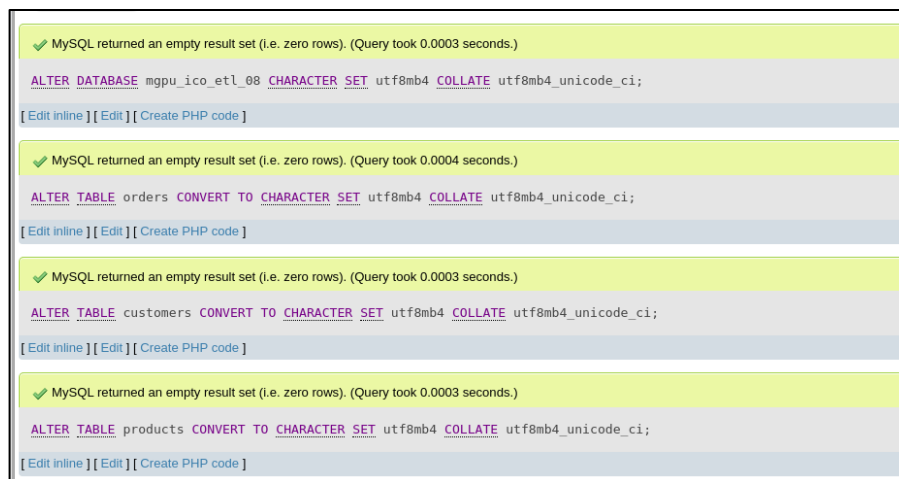 MySQL returned an empty result set (i.e. zero rows). (Query took 0.0003 seconds.)
ALTER DATABASE mgpu_ico_etl_08 CHARACTER SET utf8mb4 COLLATE utf8mb4_unicode_ci;
[ Edit inline ] [ Edit ] [ Create PHP code ]
MySQL returned an empty result set (i.e. zero rows). (Query took 0.0004 seconds.)
ALTER TABLE orders CONVERT TO CHARACTER SET utf8mb4 COLLATE utf8mb4_unicode_ci;
[ Edit inline ] [ Edit ] [ Create PHP code ]
MySQL returned an empty result set (i.e. zero rows). (Query took 0.0003 seconds.)
ALTER TABLE customers CONVERT TO CHARACTER SET utf8mb4 COLLATE utf8mb4_unicode_ci;
[ Edit inline ] [ Edit ] [ Create PHP code ]
MySQL returned an empty result set (i.e. zero rows). (Query took 0.0003 seconds.)
ALTER TABLE products CONVERT TO CHARACTER SET utf8mb4 COLLATE utf8mb4_unicode_ci;
[ Edit inline ] [ Edit ] [ Create PHP code ]